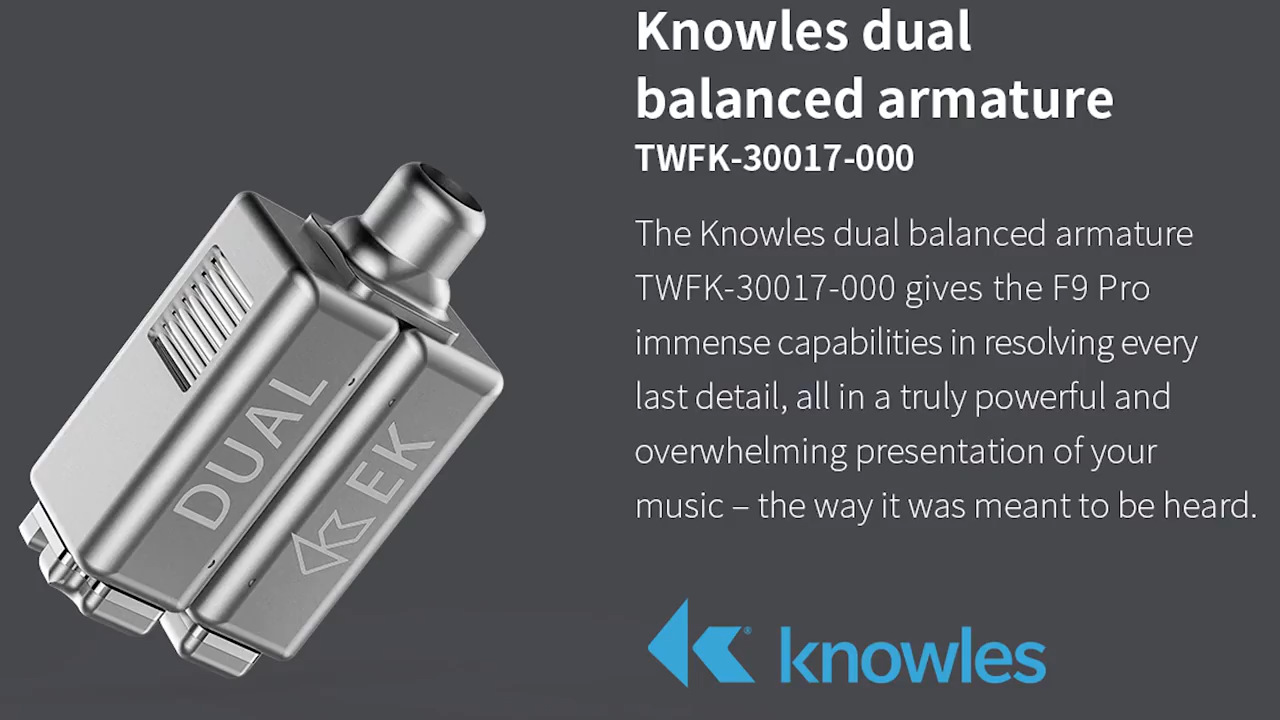 Knowles dual
balanced armature
TWFK-30017-000
The Knowles dual balanced armature
TWFK-30017-000 gives the F9 Pro
immense capabilities in resolving every
last detail, all in a truly powerful and
overwhelming presentation of your
music – the way it was meant to be heard.
DUAL
EK
® knowles